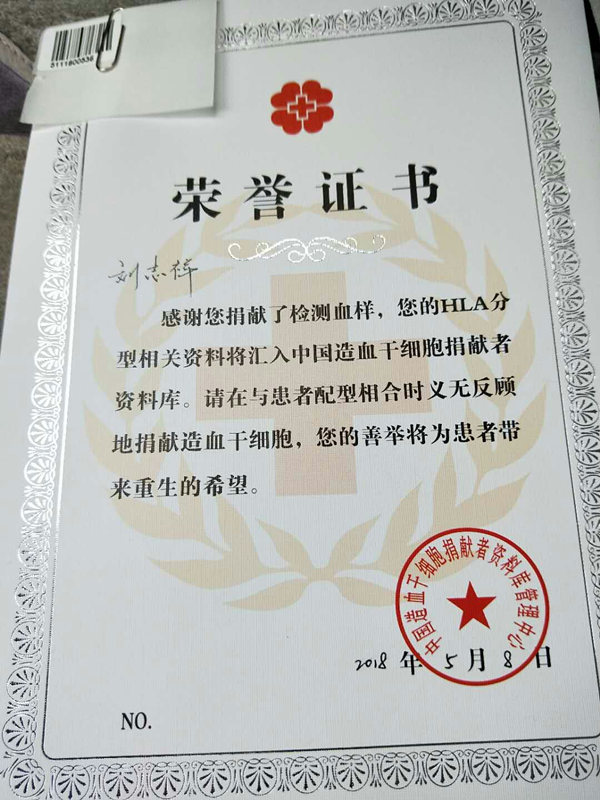 5111800536
荣誉证书
刘志伟
感谢您捐献了检测血样，您的HLA分
型相关资料将汇入中国造血干细胞捐献者
资料库。请在与患者配型相合时义无反顾
地捐献造血干细胞，您的善举将为患者带
来重生的希望。
中国造血干细胞捐献者资料库管理中心
2018年5月8日
NO.